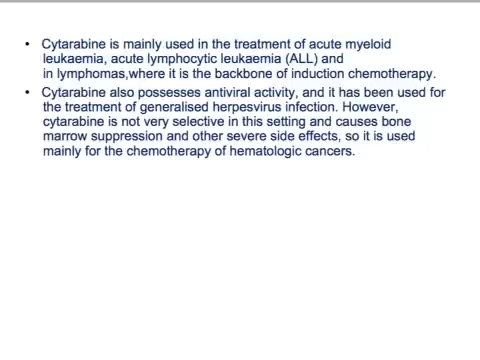 • Cytarabine is mainly used in the treatment of acute myeloid
leukaemia, acute lymphocytic leukaemia (ALL) and
in lymphomas,where it is the backbone of induction chemotherapy.
• Cytarabine also possesses antiviral activity, and it has been used for
the treatment of generalised herpesvirus infection. However,
cytarabine is not very selective in this setting and causes bone
marrow suppression and other severe side effects, so it is used
mainly for the chemotherapy of hematologic cancers.